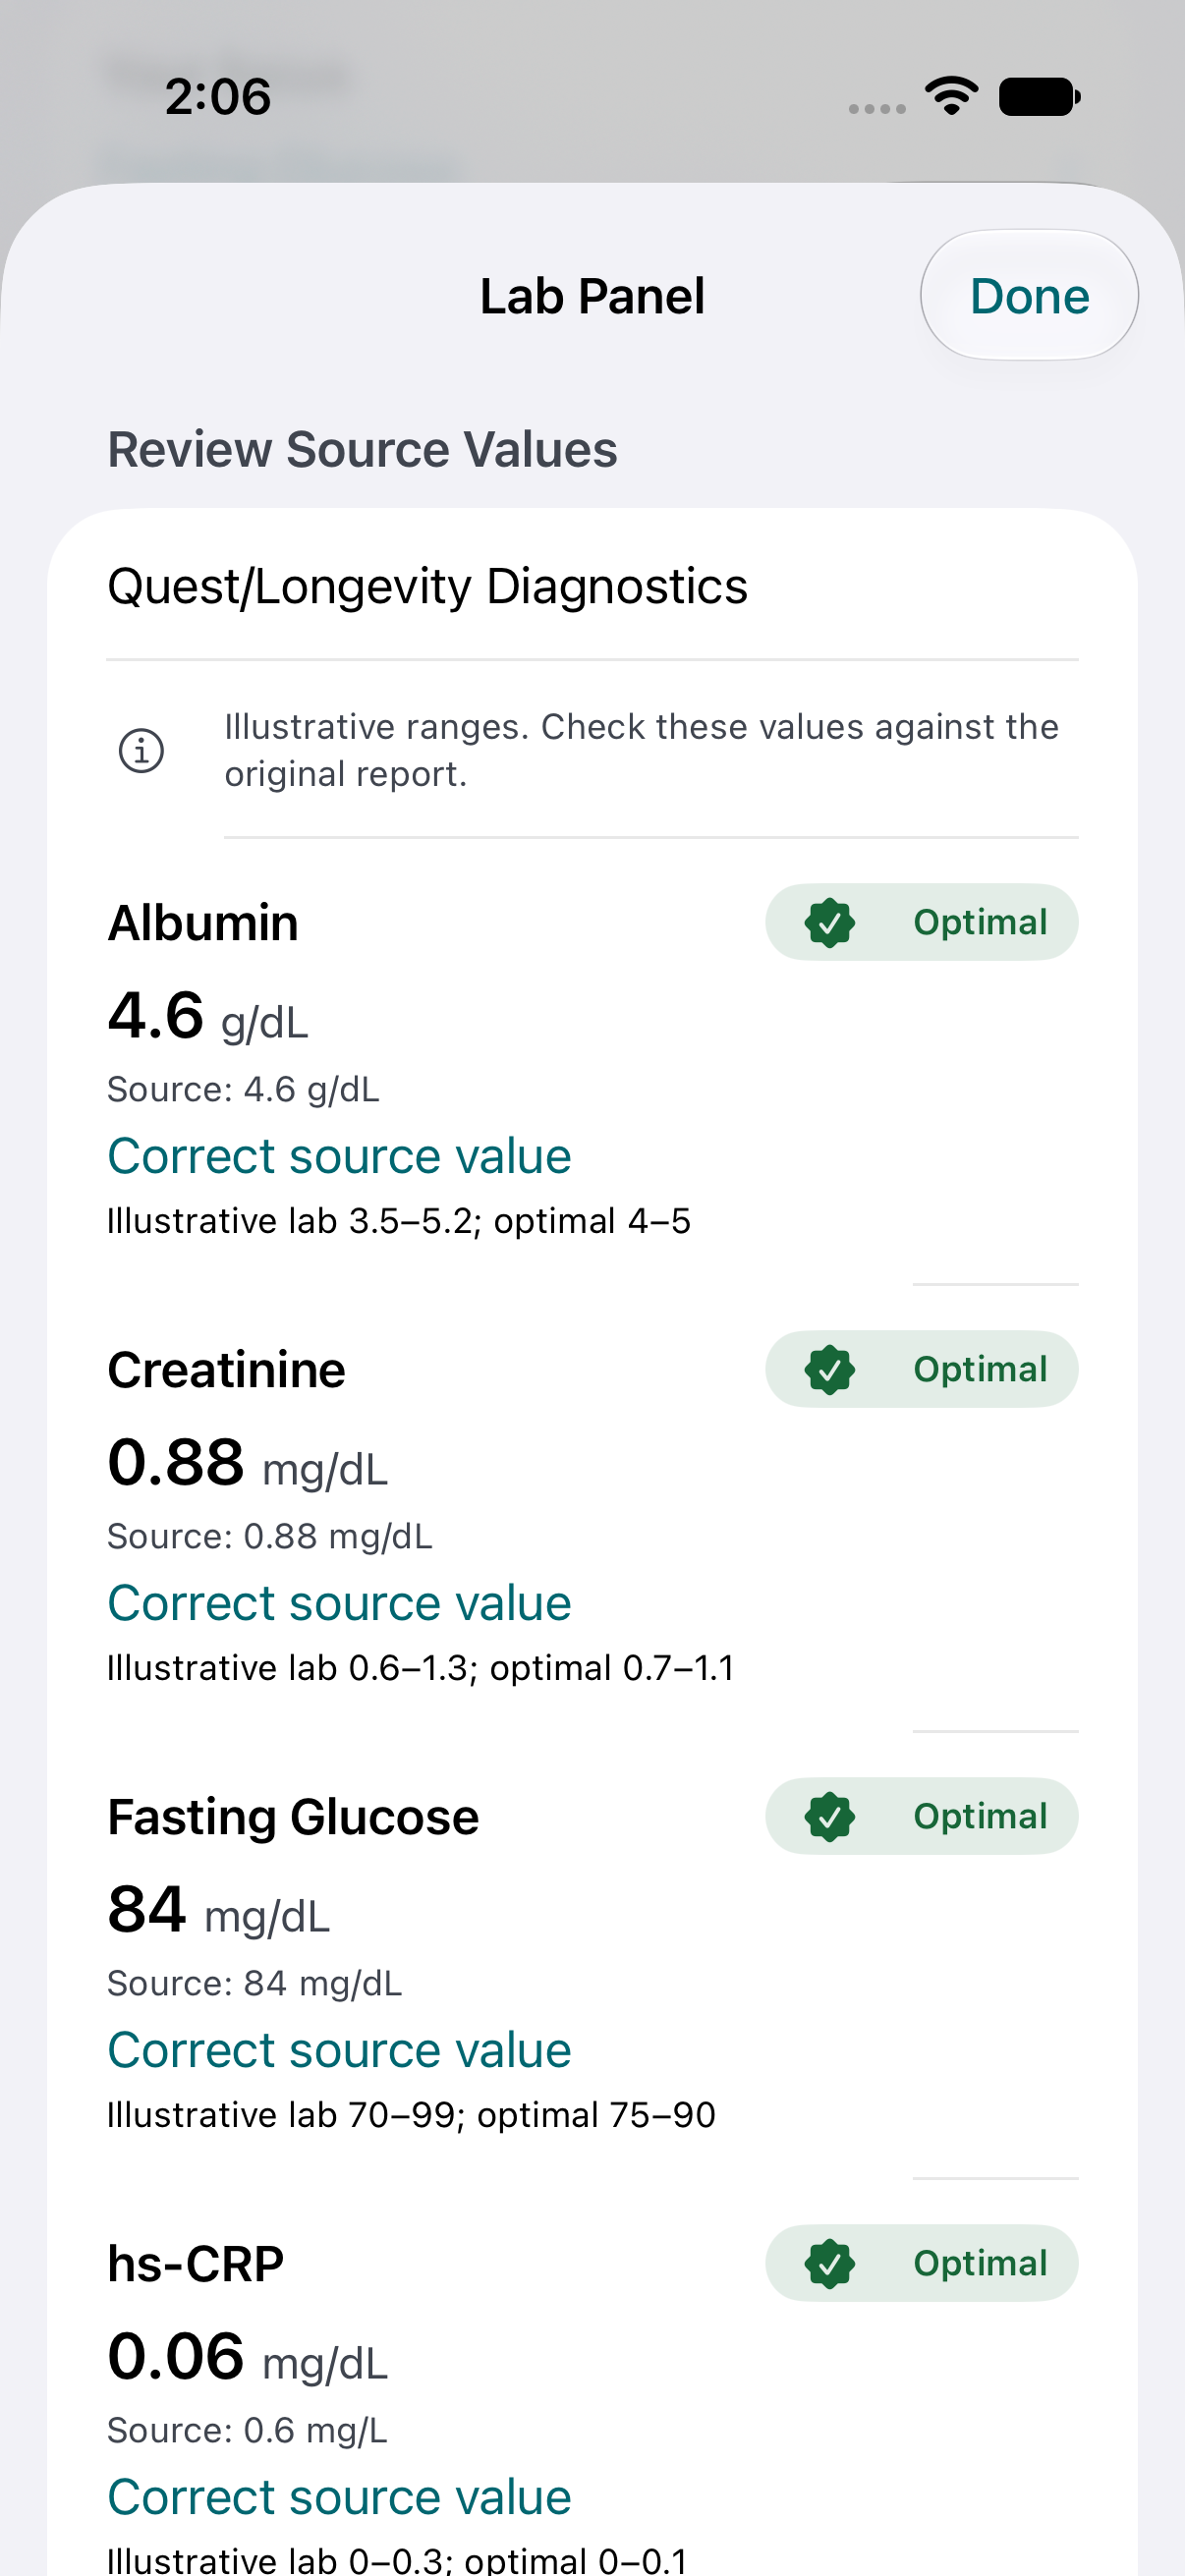 2:06
Lab Panel
Done
Review Source Values
Quest/Longevity Diagnostics
Illustrative ranges. Check these values against the
original report.
Albumin
Optimal
4.6 g/dL
Source: 4.6 g/dL
Correct source value
Illustrative lab 3.5–5.2; optimal 4–5
Creatinine
Optimal
0.88 mg/dL
Source: 0.88 mg/dL
Correct source value
Illustrative lab 0.6–1.3; optimal 0.7–1.1
Fasting Glucose
Optimal
84 mg/dL
Source: 84 mg/dL
Correct source value
Illustrative lab 70–99; optimal 75–90
hs-CRP
Optimal
0.06 mg/dL
Source: 0.6 mg/L
Correct source value
Illustrative lab 0–0.3; optimal 0–0.1